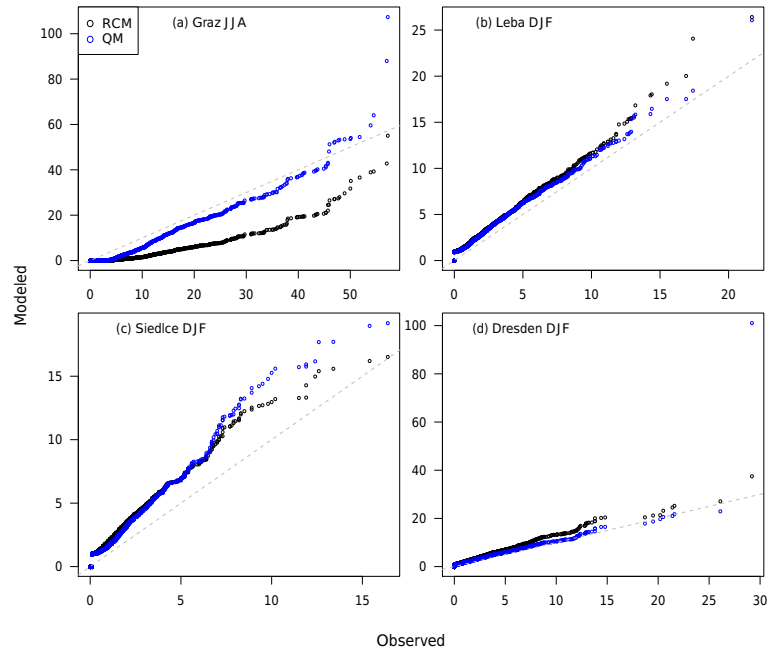 (a) Graz JJA
RCM
QM
100
80
60
40
20
0
0 10 20 30 40 50
(b) Leba DJF
25
20
15
10
5
0
0 5 10 15 20
(c) Siedlce DJF
15
10
5
0
0 5 10 15
(d) Dresden DJF
100
80
60
40
20
0
0 5 10 15 20 25 30
Modeled
Observed